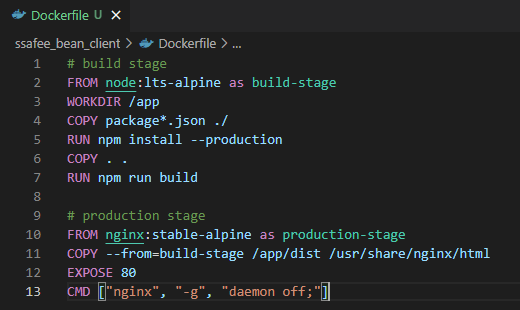 Dockerfile U ×
ssafee_bean_client > Dockerfile > ...
1 # build stage
2 FROM node:lts-alpine as build-stage
3 WORKDIR /app
4 COPY package*.json ./
5 RUN npm install --production
6 COPY . .
7 RUN npm run build
8
9 # production stage
10 FROM nginx:stable-alpine as production-stage
11 COPY --from=build-stage /app/dist /usr/share/nginx/html
12 EXPOSE 80
13 CMD ["nginx", "-g", "daemon off;"]